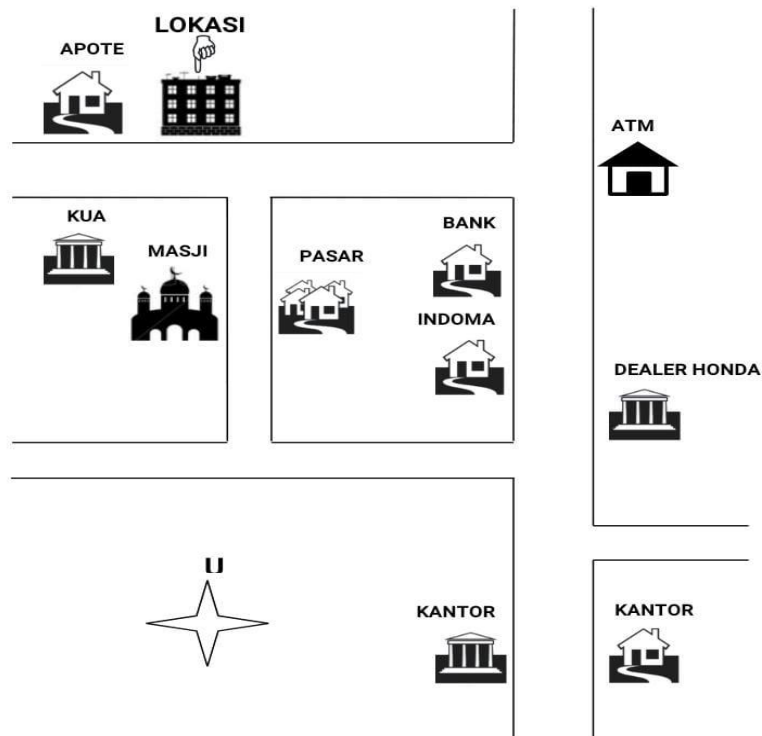 LOKASI
APOTE
ATM
KUA
MASJI
BANK
PASAR
INDOMA
DEALER HONDA
U
KANTOR
KANTOR